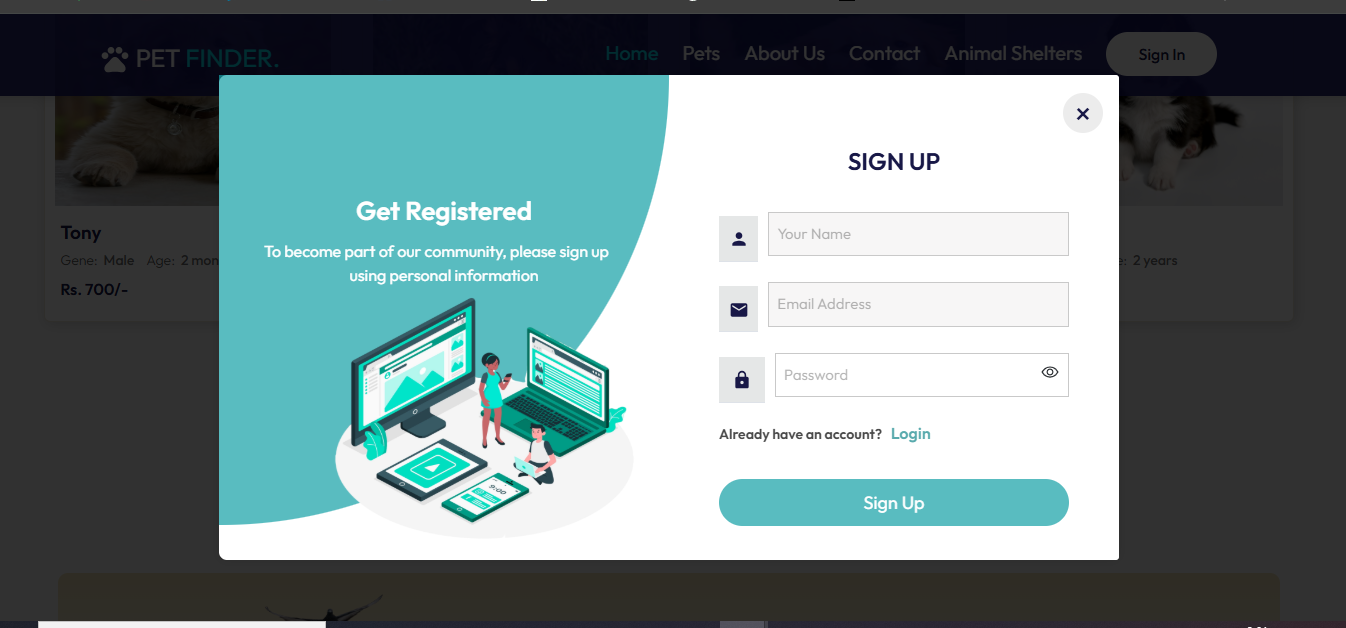 PET FINDER.
Home
Pets
About Us
Contact
Animal Shelters
Sign In
Tony
Gene: Male Age: 2 mon
Rs. 700/-
2 years
Get Registered
To become part of our community, please sign up
using personal information
9:00
SIGN UP
Your Name
Email Address
Password
Already have an account? Login
Sign Up